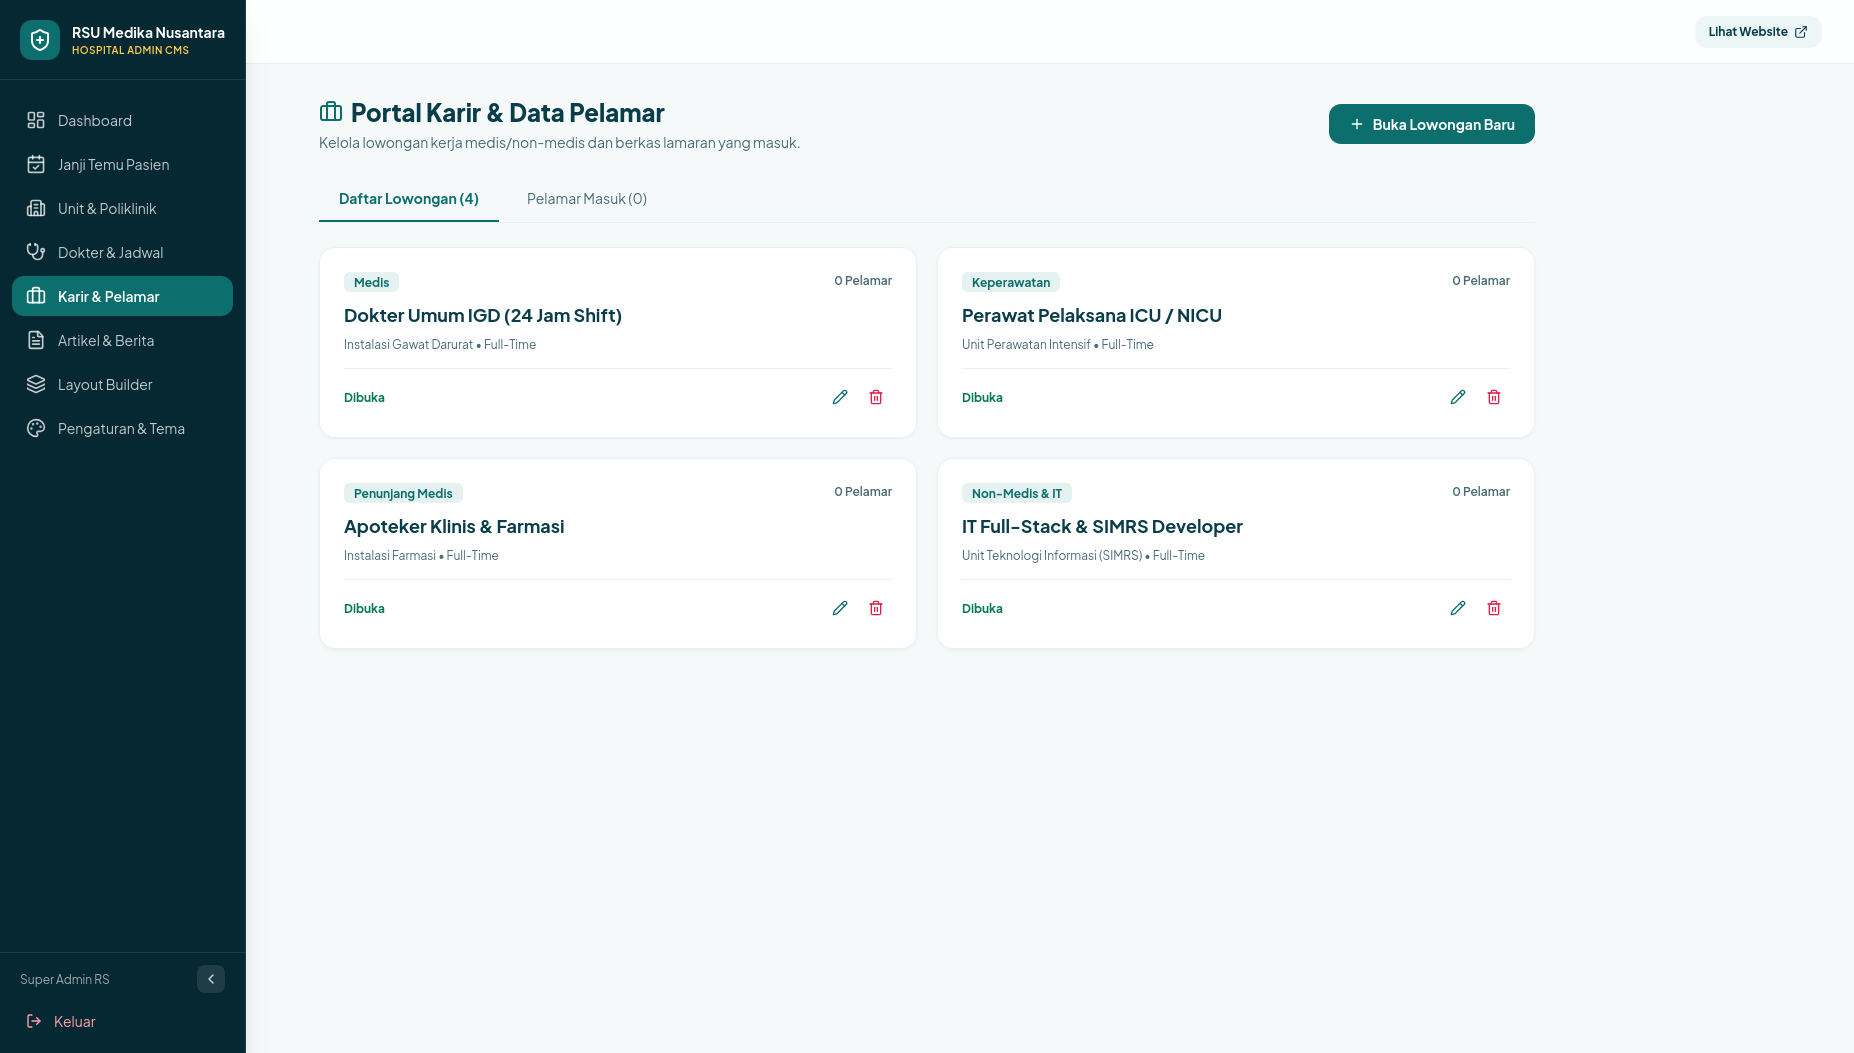 RSU Medika Nusantara
HOSPITAL ADMIN CMS
Dashboard
Janji Temu Pasien
Unit & Poliklinik
Dokter & Jadwal
Karir & Pelamar
Artikel & Berita
Layout Builder
Pengaturan & Tema
Super Admin RS
Keluar
Lihat Website
Portal Karir & Data Pelamar
Kelola lowongan kerja medis/non-medis dan berkas lamaran yang masuk.
Buka Lowongan Baru
Daftar Lowongan (4)
Pelamar Masuk (0)
Medis
0 Pelamar
Dokter Umum IGD (24 Jam Shift)
Instalasi Gawat Darurat • Full-Time
Dibuka
Keperawatan
0 Pelamar
Perawat Pelaksana ICU / NICU
Unit Perawatan Intensif • Full-Time
Dibuka
Penunjang Medis
0 Pelamar
Apoteker Klinis & Farmasi
Instalasi Farmasi • Full-Time
Dibuka
Non-Medis & IT
0 Pelamar
IT Full-Stack & SIMRS Developer
Unit Teknologi Informasi (SIMRS) • Full-Time
Dibuka